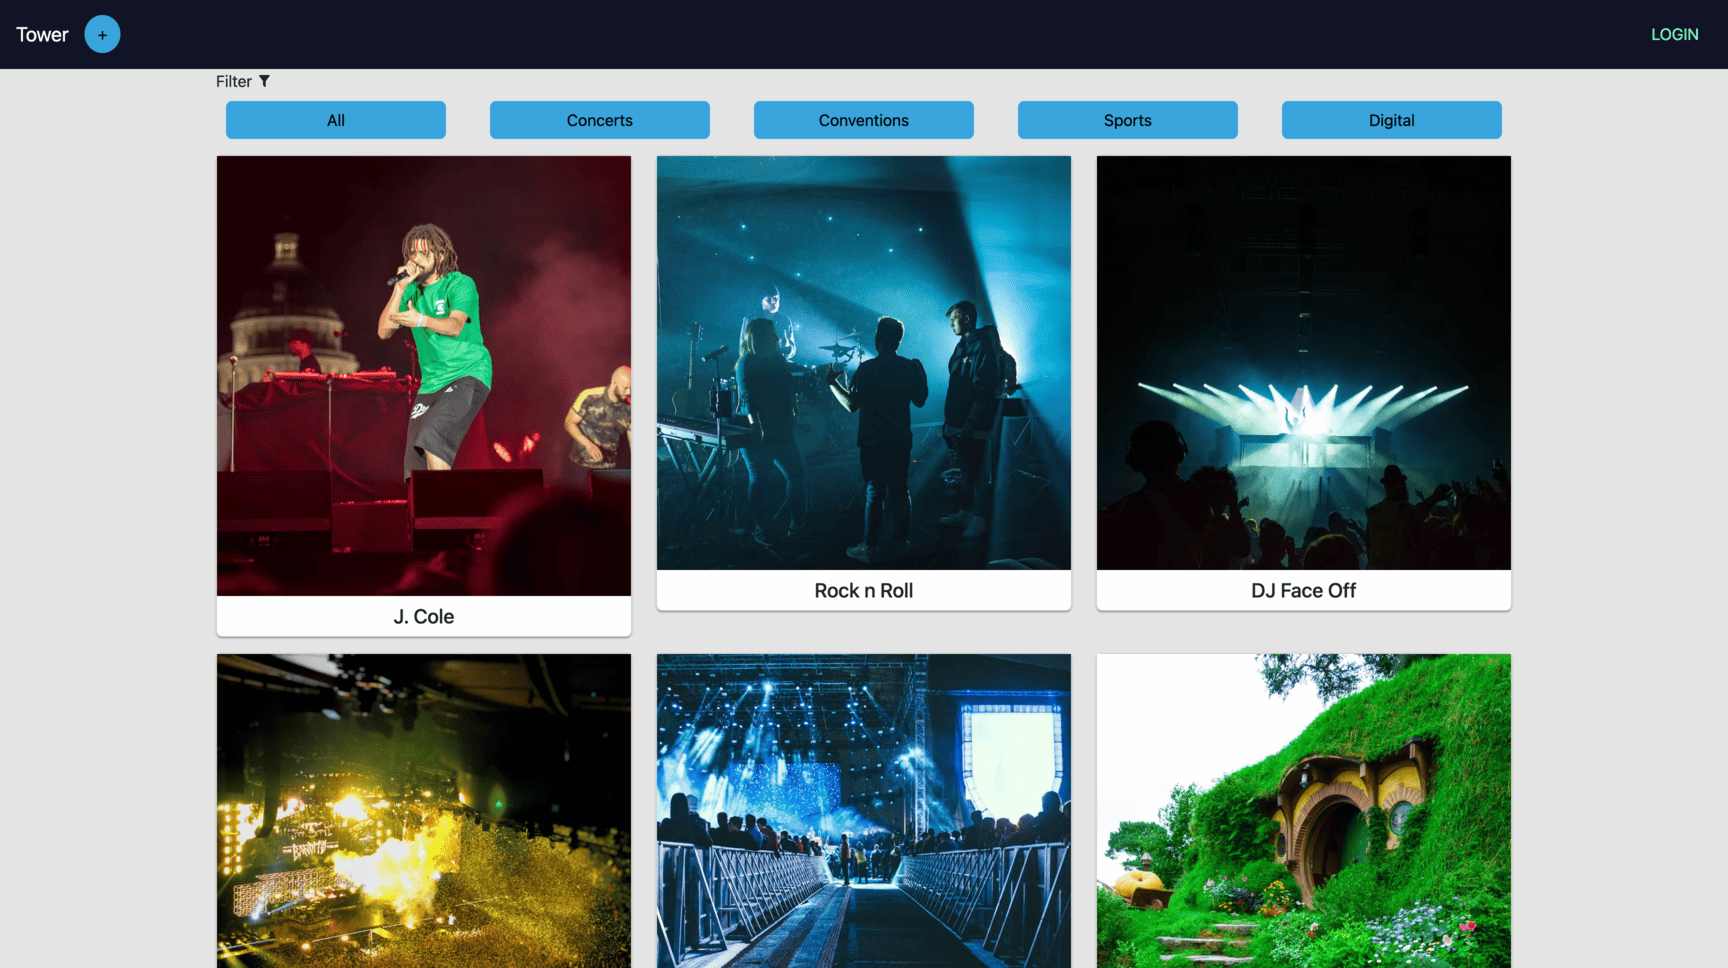 Tower + LOGIN
Filter
All Concerts Conventions Sports Digital
J. Cole
Rock n Roll
DJ Face Off